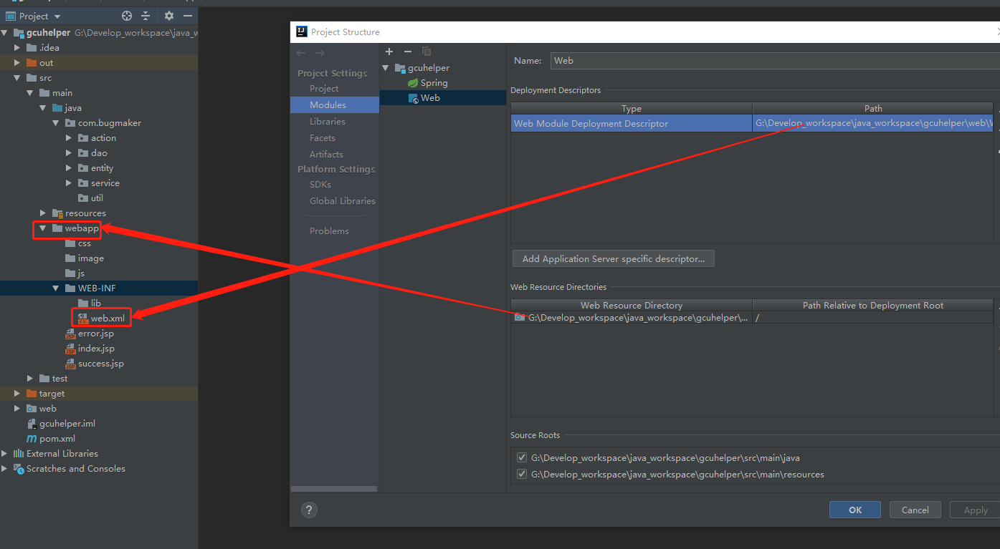 Project
gcuhelper G:\Develop_workspace\java_w
.idea
out
src
main
java
com.bugmaker
action
dao
entity
service
util
resources
webapp
css
image
js
WEB-INF
lib
web.xml
error.jsp
index.jsp
success.jsp
test
target
web
gcuhelper.iml
pom.xml
External Libraries
Scratches and Consoles
Project Structure
Project Settings
Project
Modules
Libraries
Facets
Artifacts
Platform Settings
SDKs
Global Libraries
Problems
gcuhelper
Spring
Web
Name: Web
Deployment Descriptors
Type Path
Web Module Deployment Descriptor G:\Develop_workspace\java_workspace\gcuhelper\web\
Add Application Server specific descriptor...
Web Resource Directories
Web Resource Directory Path Relative to Deployment Root
G:\Develop_workspace\java_workspace\gcuhelper\... /
Source Roots
G:\Develop_workspace\java_workspace\gcuhelper\src\main\java
G:\Develop_workspace\java_workspace\gcuhelper\src\main\resources
? OK Cancel Apply